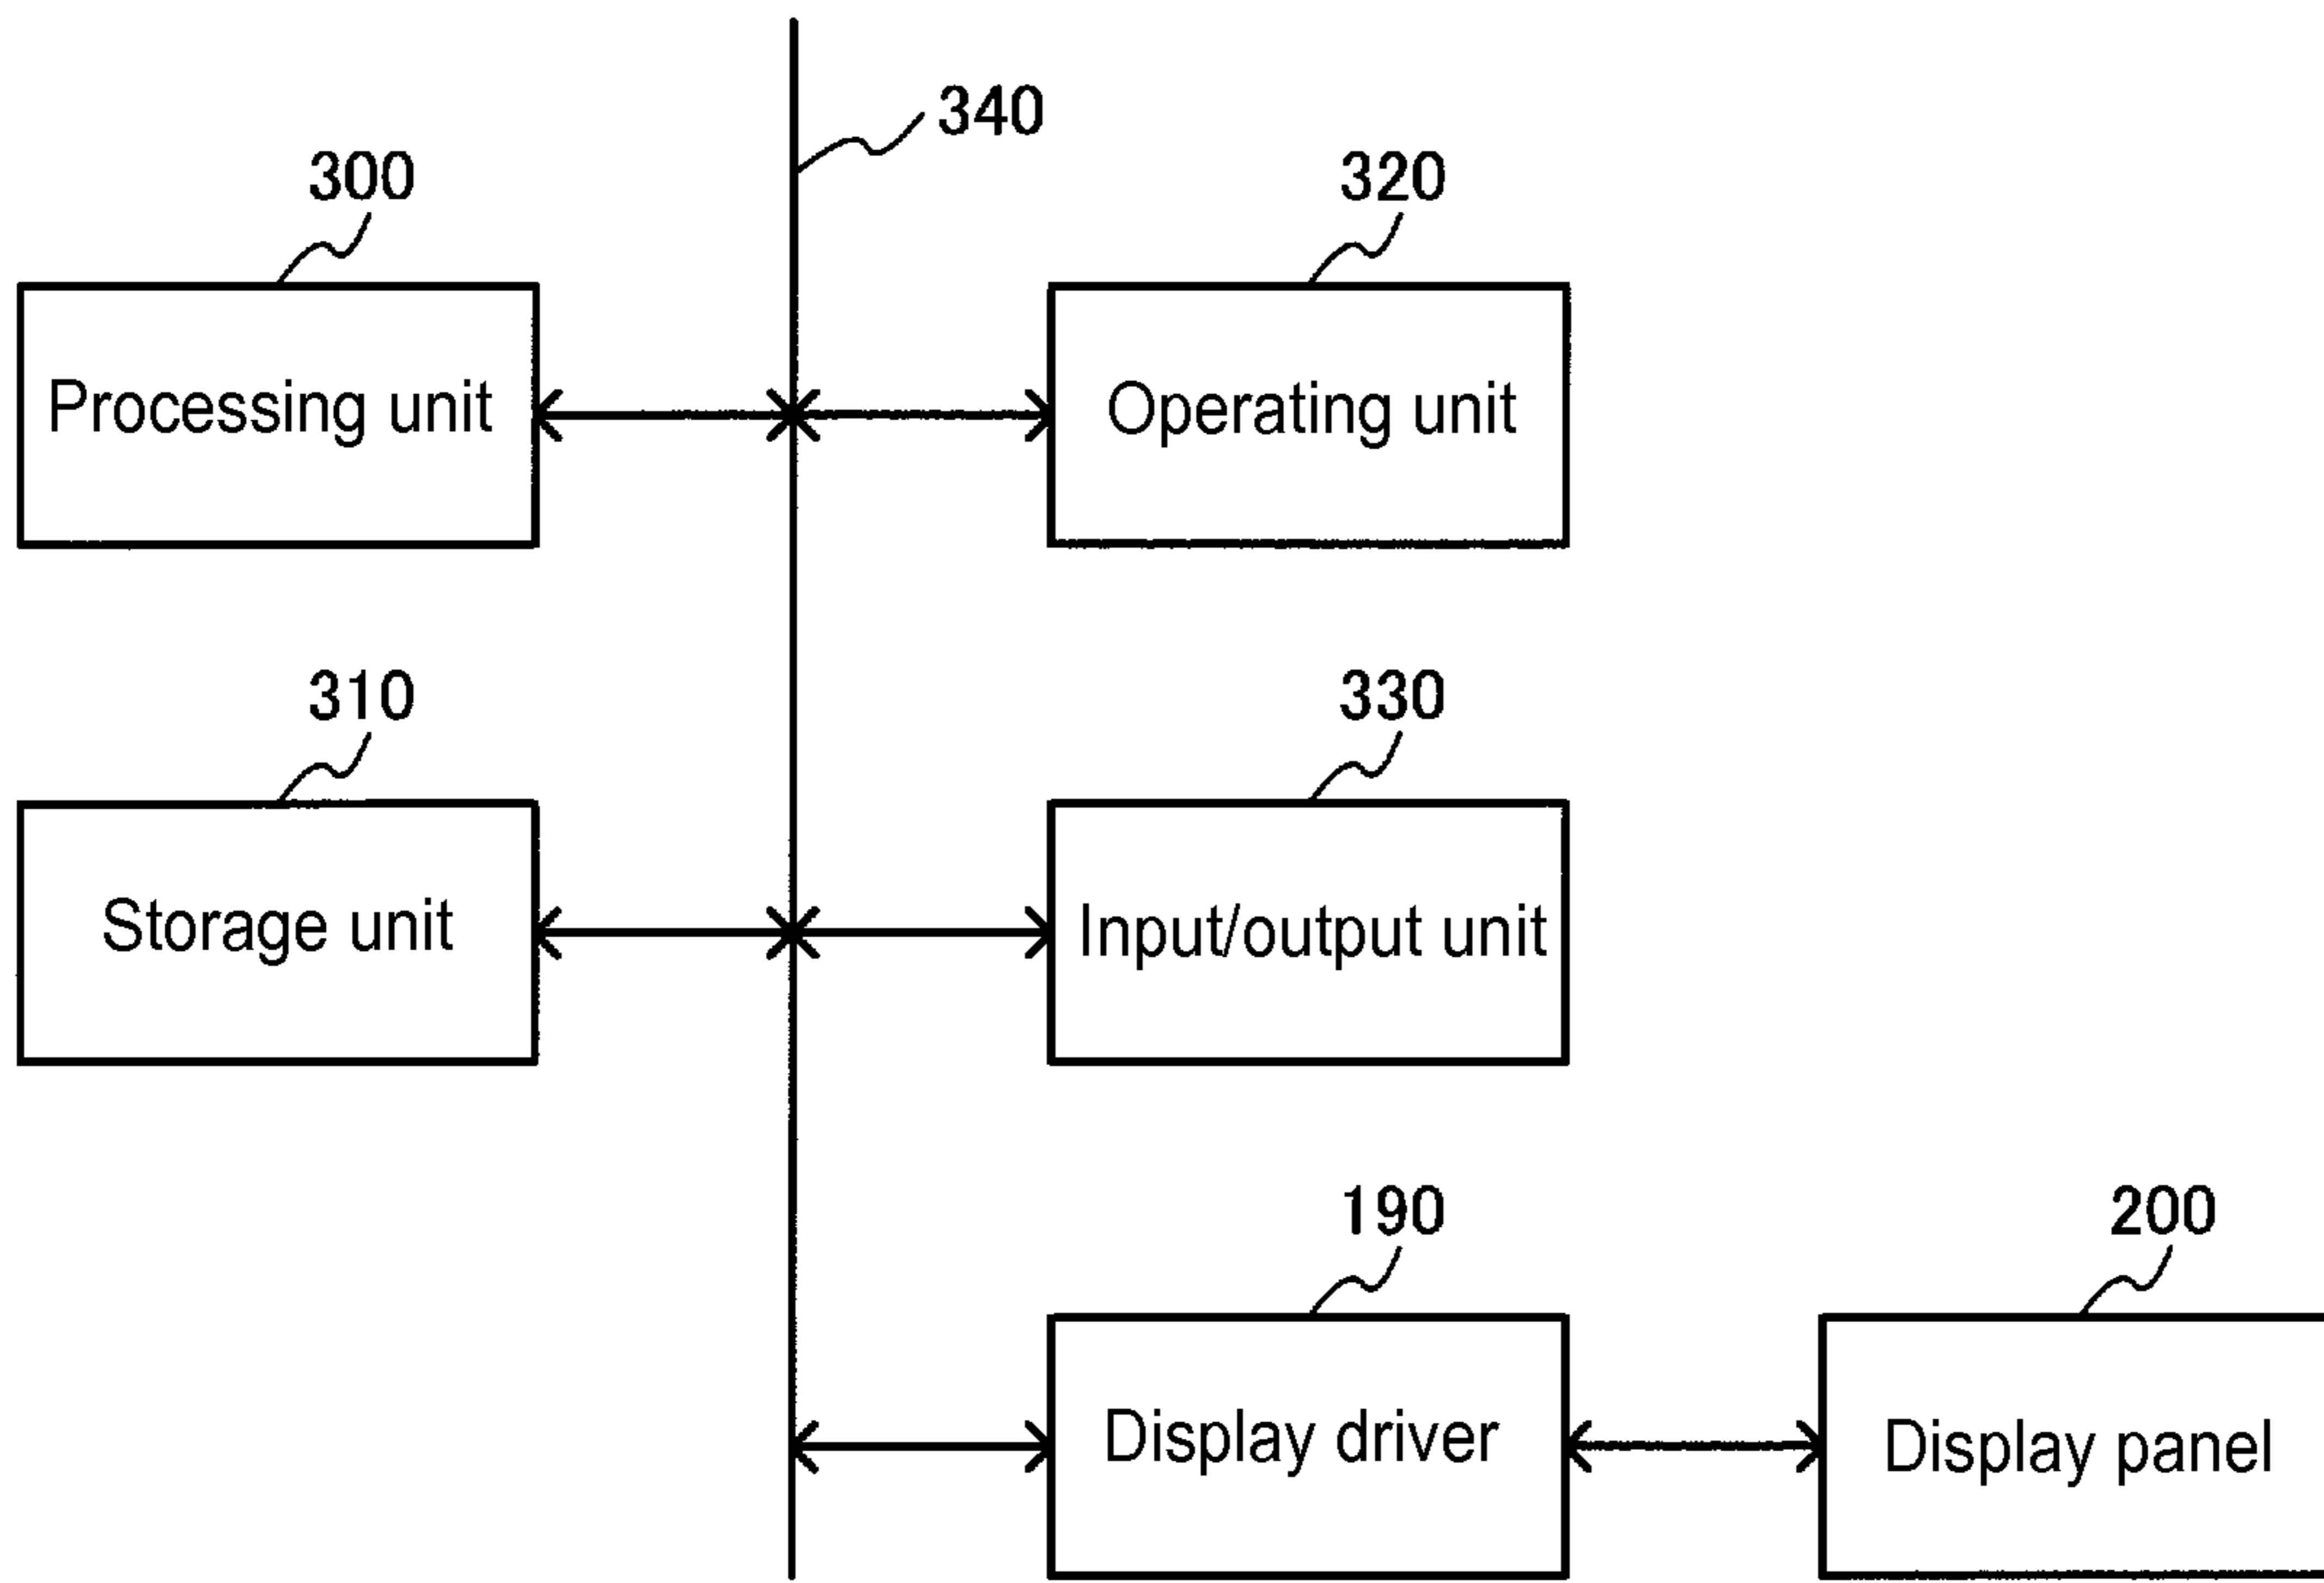 340
300
320
Processing unit
Operating unit
310
330
Storage unit
Input/output unit
190
200
Display driver
Display panel